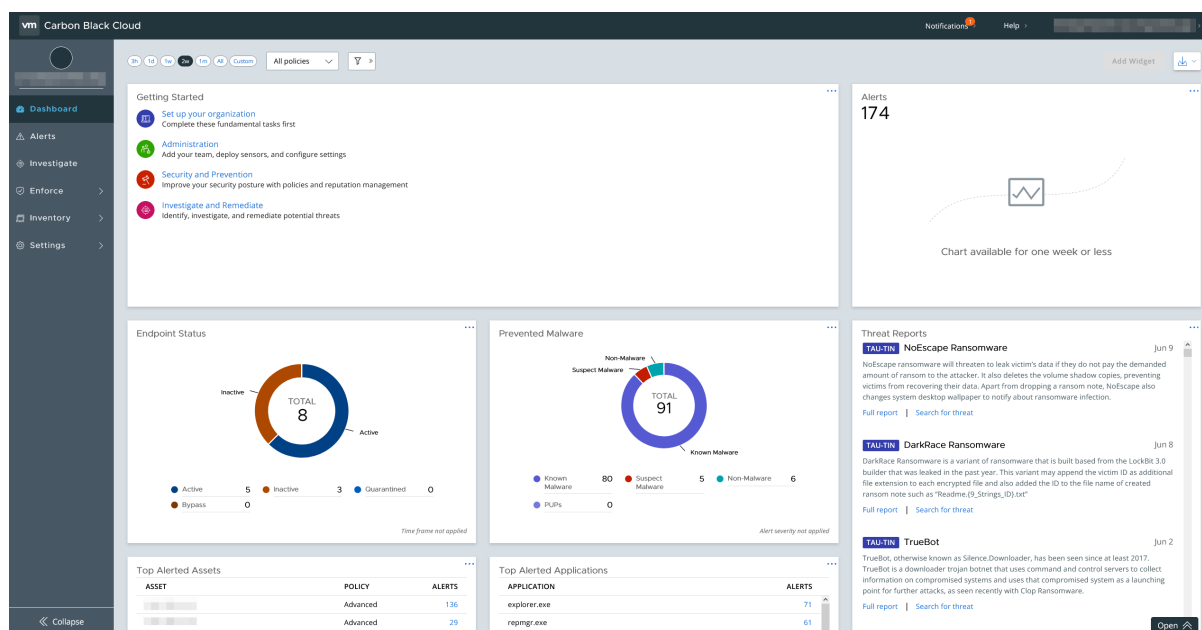 vm Carbon Black Cloud
Notifications 1
Help
3h 1d 1w 2w 1m All Custom
All policies
Add Widget
Dashboard
Alerts
Investigate
Enforce
Inventory
Settings
Collapse
Getting Started
Set up your organization
Complete these fundamental tasks first
Administration
Add your team, deploy sensors, and configure settings
Security and Prevention
Improve your security posture with policies and reputation management
Investigate and Remediate
Identify, investigate, and remediate potential threats
Alerts
174
Chart available for one week or less
Endpoint Status
Inactive
TOTAL
8
Active
Active 5 Inactive 3 Quarantined 0
Bypass 0
Time frame not applied
Prevented Malware
Non-Malware
Suspect Malware
TOTAL
91
Known Malware
Known Malware 80 Suspect Malware 5 Non-Malware 6
PUPs 0
Alert severity not applied
Threat Reports
TAU-TIN NoEscape Ransomware Jun 9
NoEscape ransomware will threaten to leak victim's data if they do not pay the demanded
amount of ransom to the attacker. It also deletes the volume shadow copies, preventing
victims from recovering their data. Apart from dropping a ransom note, NoEscape also
changes system desktop wallpaper to notify about ransomware infection.
Full report | Search for threat
TAU-TIN DarkRace Ransomware Jun 8
DarkRace Ransomware is a variant of ransomware that is built based from the LockBit 3.0
builder that was leaked in the past year. This variant may append the victim ID as additional
file extension to each encrypted file and also added the ID to the file name of created
ransom note such as "Readme.{9_Strings_ID}.txt"
Full report | Search for threat
TAU-TIN TrueBot Jun 2
TrueBot, otherwise known as Silence.Downloader, has been seen since at least 2017.
TrueBot is a downloader trojan botnet that uses command and control servers to collect
information on compromised systems and uses that compromised system as a launching
point for further attacks, as seen recently with Clop Ransomware.
Full report | Search for threat
Top Alerted Assets
ASSET POLICY ALERTS
Advanced 136
Advanced 29
Top Alerted Applications
APPLICATION ALERTS
explorer.exe 71
repmgr.exe 61
Open